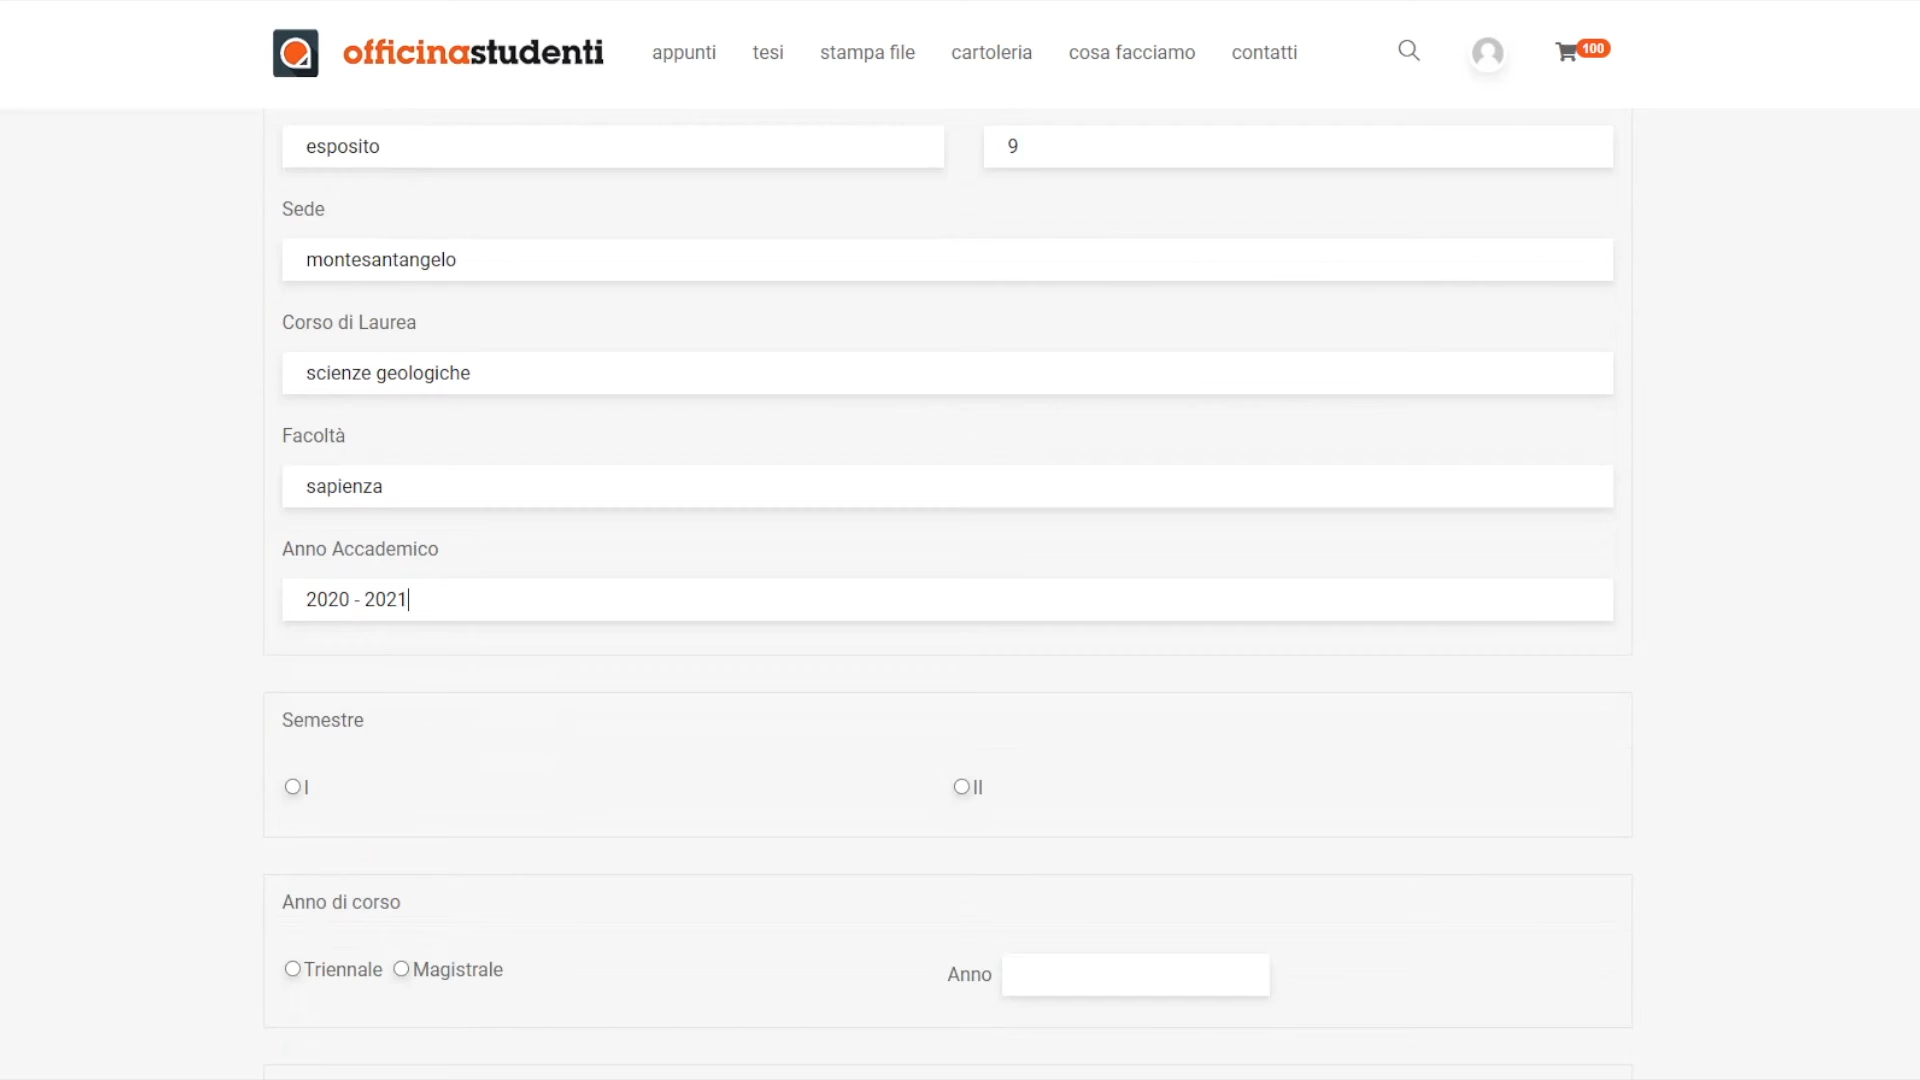 officinastudenti appunti tesi stampa file cartoleria cosa facciamo contatti 100
esposito 9
Sede
montesantangelo
Corso di Laurea
scienze geologiche
Facoltà
sapienza
Anno Accademico
2020 - 2021
Semestre
I II
Anno di corso
Triennale Magistrale Anno